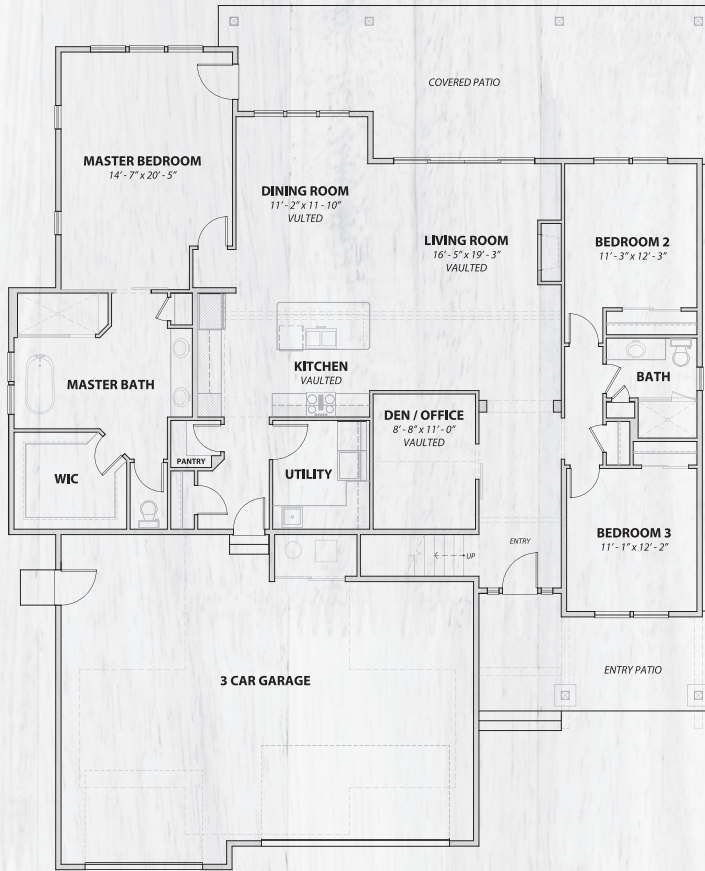 COVERED PATIO
MASTER BEDROOM
14' - 7" x 20' - 5"
DINING ROOM
11' - 2" x 11 - 10"
VULTED
LIVING ROOM
16' - 5" x 19' - 3"
VAULTED
BEDROOM 2
11' - 3" x 12' - 3"
KITCHEN
VAULTED
MASTER BATH
BATH
DEN / OFFICE
8' - 8" x 11' - 0"
VAULTED
PANTRY
WIC
UTILITY
BEDROOM 3
11' - 1" x 12' - 2"
UP
ENTRY
3 CAR GARAGE
ENTRY PATIO